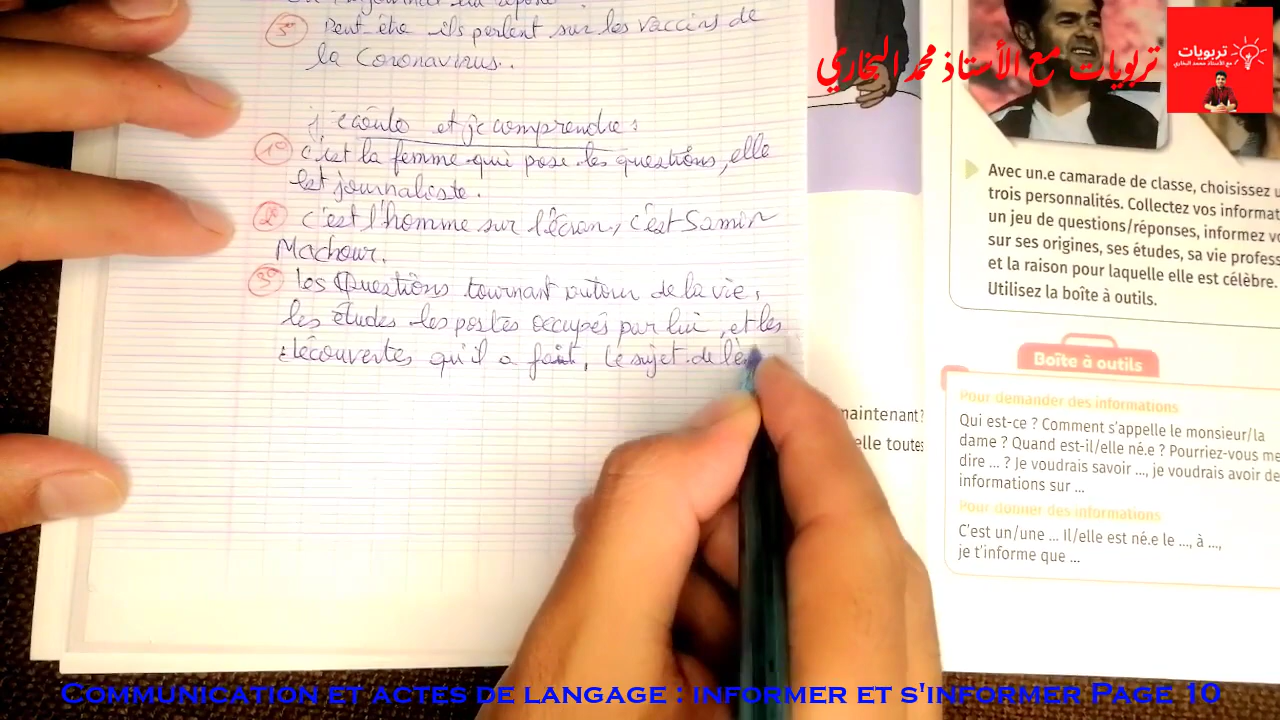 3° Peut-être ils parlent sur les vaccins de
la Coronavirus.
j'écoute et je comprends:
1° c'est la femme qui pose les questions, elle
est journaliste.
2° c'est l'homme sur l'écran, c'est Samir
Machour.
3° les Questions tournant autour de la vie,
les études les postes occupés par lui, et les
découvertes qu'il a fait, le sujet de
تربويات مع الأستاذ محمد البخاري
تربويات
مع الأستاذ محمد البخاري
Avec un.e camarade de classe, choisissez
trois personnalités. Collectez vos informat
un jeu de questions/réponses, informez
sur ses origines, ses études, sa vie profess
et la raison pour laquelle elle est célèbre.
Utilisez la boîte à outils.
Boîte à outils
Pour demander des informations
Qui est-ce ? Comment s'appelle le monsieur/la
dame ? Quand est-il/elle né.e ? Pourriez-vous me
dire ... ? Je voudrais savoir ..., je voudrais avoir de
informations sur ...
Pour donner des informations
C'est un/une ... Il/elle est né.e le ..., à ...,
je t'informe que ...
maintenant?
elle toutes
Communication et actes de langage : informer et s'informer Page 10